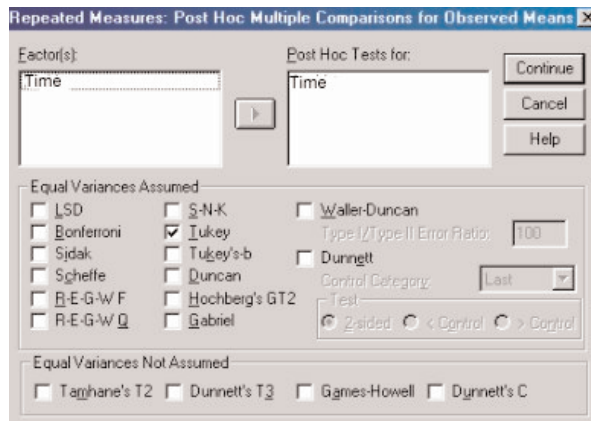 Repeated Measures: Post Hoc Multiple Comparisons for Observed Means
Factor(s):
Time
Post Hoc Tests for:
Time
Continue
Cancel
Help
Equal Variances Assumed
LSD
Bonferroni
Sidak
Scheffe
R-E-G-W F
R-E-G-W Q
S-N-K
Tukey
Tukey's-b
Duncan
Hochberg's GT2
Gabriel
Waller-Duncan
Type I/Type II Error Ratio: 100
Dunnett
Control Category: Last
Test
2-sided < Control > Control
Equal Variances Not Assumed
Tamhane's T2 Dunnett's T3 Games-Howell Dunnett's C